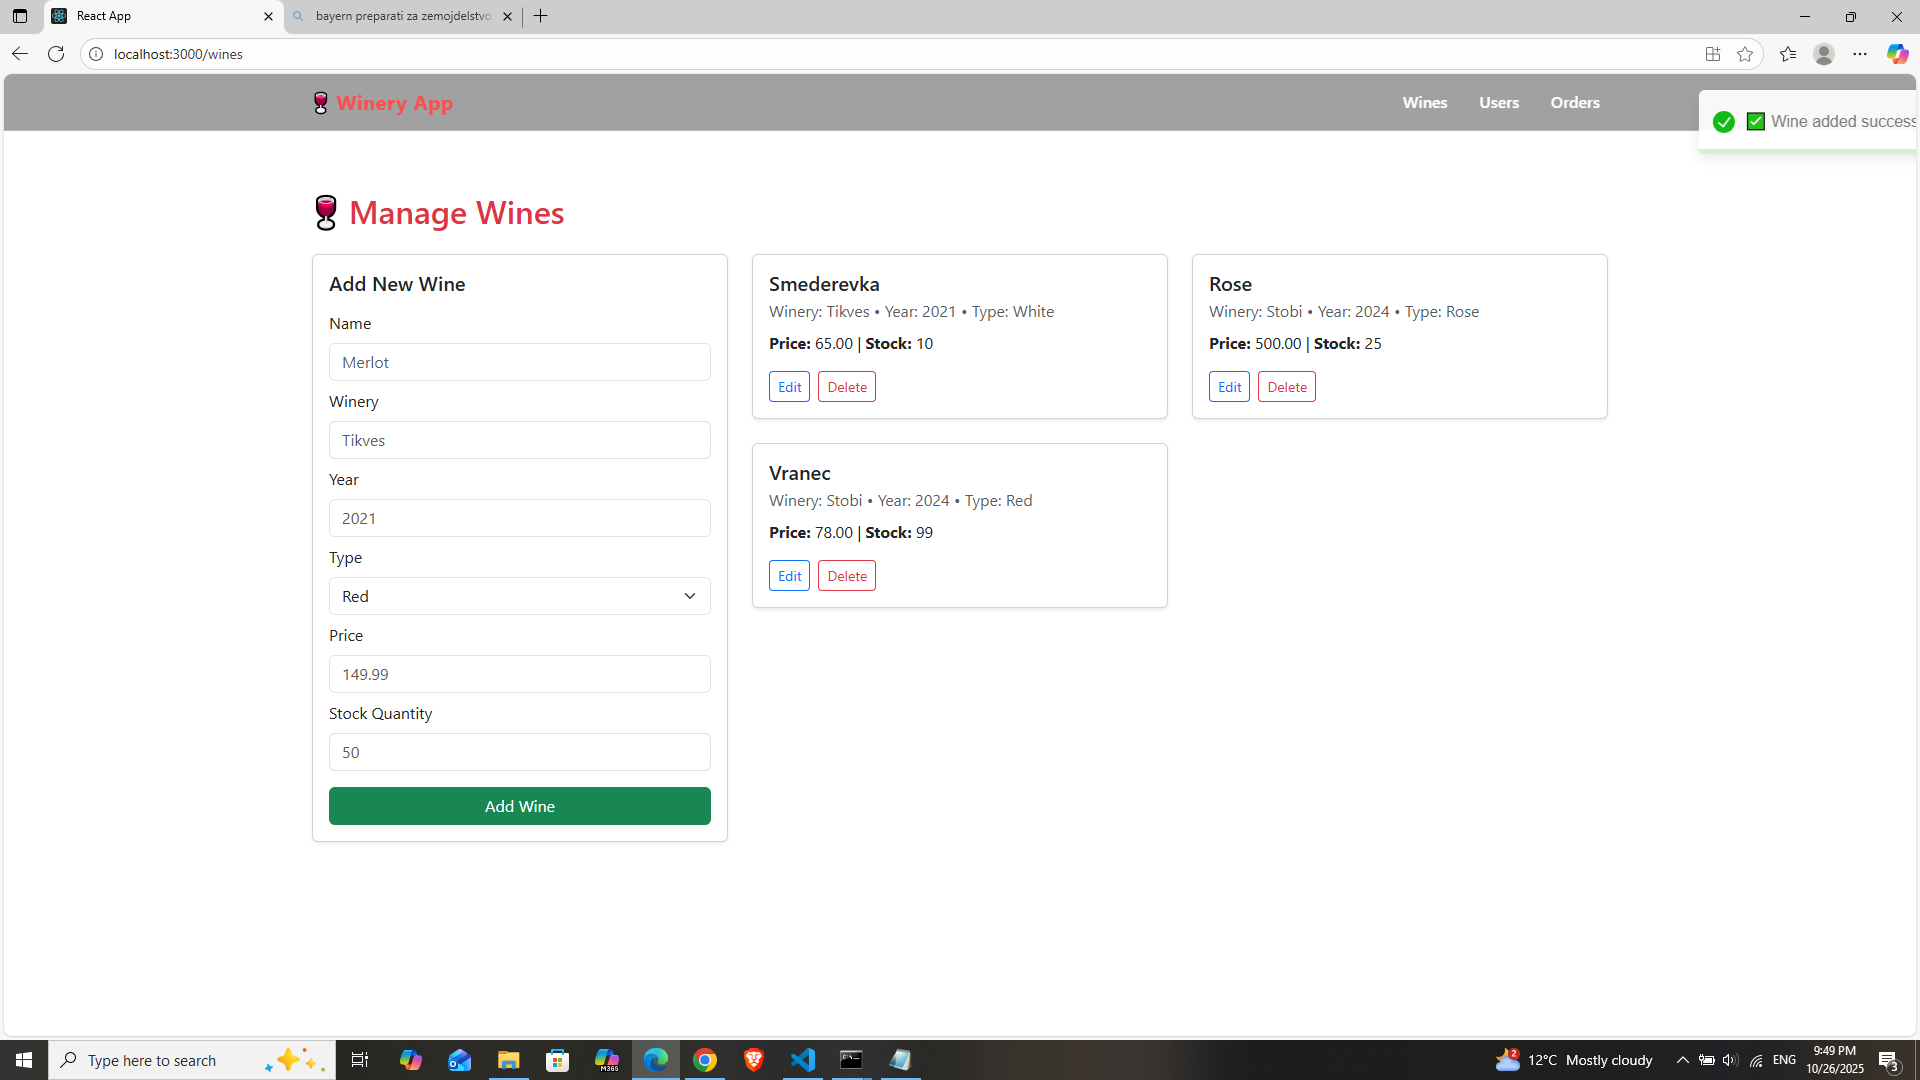 React App
bayern preparati za zemojdelstvo
localhost:3000/wines
Winery App
Wines
Users
Orders
Wine added success
Manage Wines
Add New Wine
Name
Merlot
Winery
Tikves
Year
2021
Type
Red
Price
149.99
Stock Quantity
50
Add Wine
Smederevka
Winery: Tikves • Year: 2021 • Type: White
Price: 65.00 | Stock: 10
Edit
Delete
Rose
Winery: Stobi • Year: 2024 • Type: Rose
Price: 500.00 | Stock: 25
Edit
Delete
Vranec
Winery: Stobi • Year: 2024 • Type: Red
Price: 78.00 | Stock: 99
Edit
Delete
Type here to search
M365
2
12°C Mostly cloudy
ENG
9:49 PM
10/26/2025
3